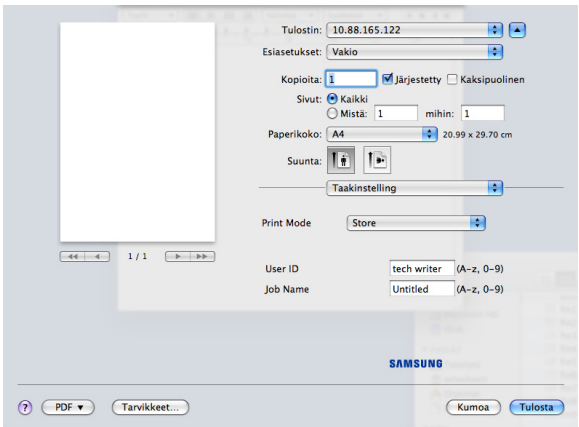 Tulostin: 10.88.165.122
Esiasetukset: Vakio
Kopioita: 1 Järjestetty Kaksipuolinen
Sivut: Kaikki
Mistä: 1 mihin: 1
Paperikoko: A4 20.99 x 29.70 cm
Suunta:
Taakinstelling
Print Mode Store
1 / 1
User ID tech writer (A-z, 0-9)
Job Name Untitled (A-z, 0-9)
SAMSUNG
? PDF ▼ Tarvikkeet... Kumoa Tulosta